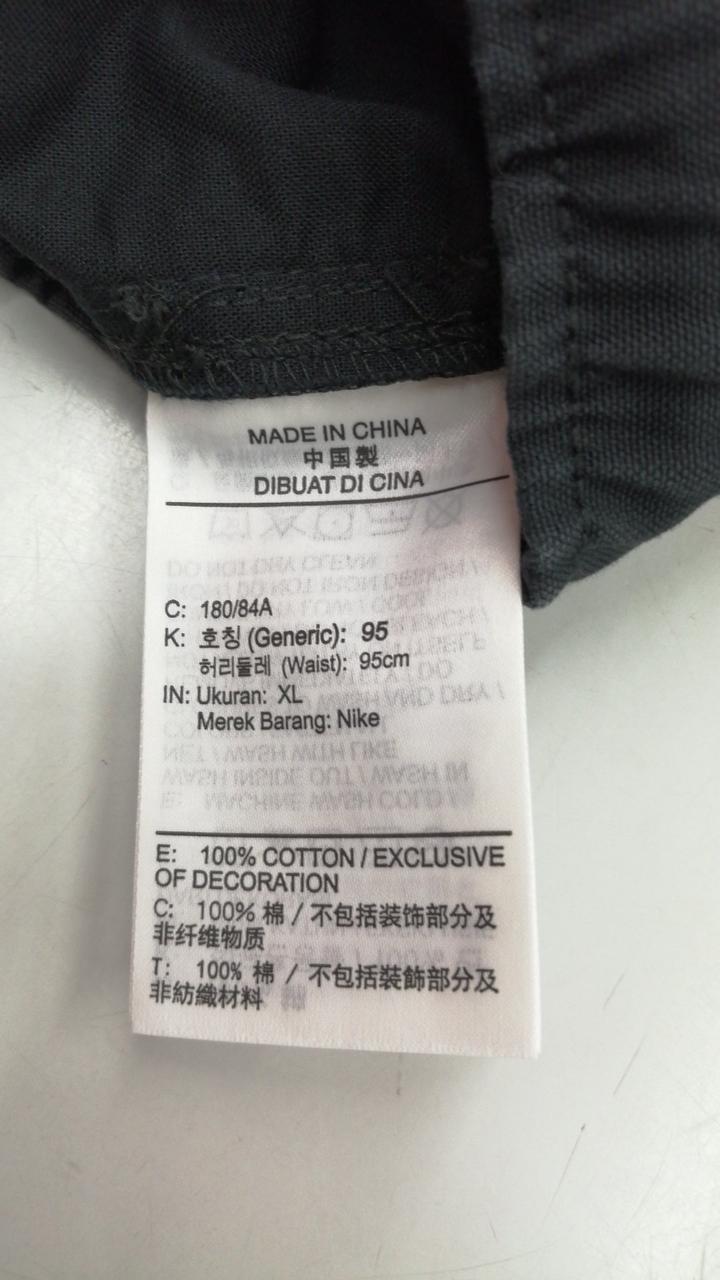 MADE IN CHINA
中国製
DIBUAT DI CINA
C: 180/84A
K: 호칭 (Generic): 95
허리둘레 (Waist): 95cm
IN: Ukuran: XL
Merek Barang: Nike
E: 100% COTTON / EXCLUSIVE
OF DECORATION
C: 100% 棉 / 不包括装饰部分及
非纤维物质
T: 100% 棉 / 不包括裝飾部分及
非紡織材料